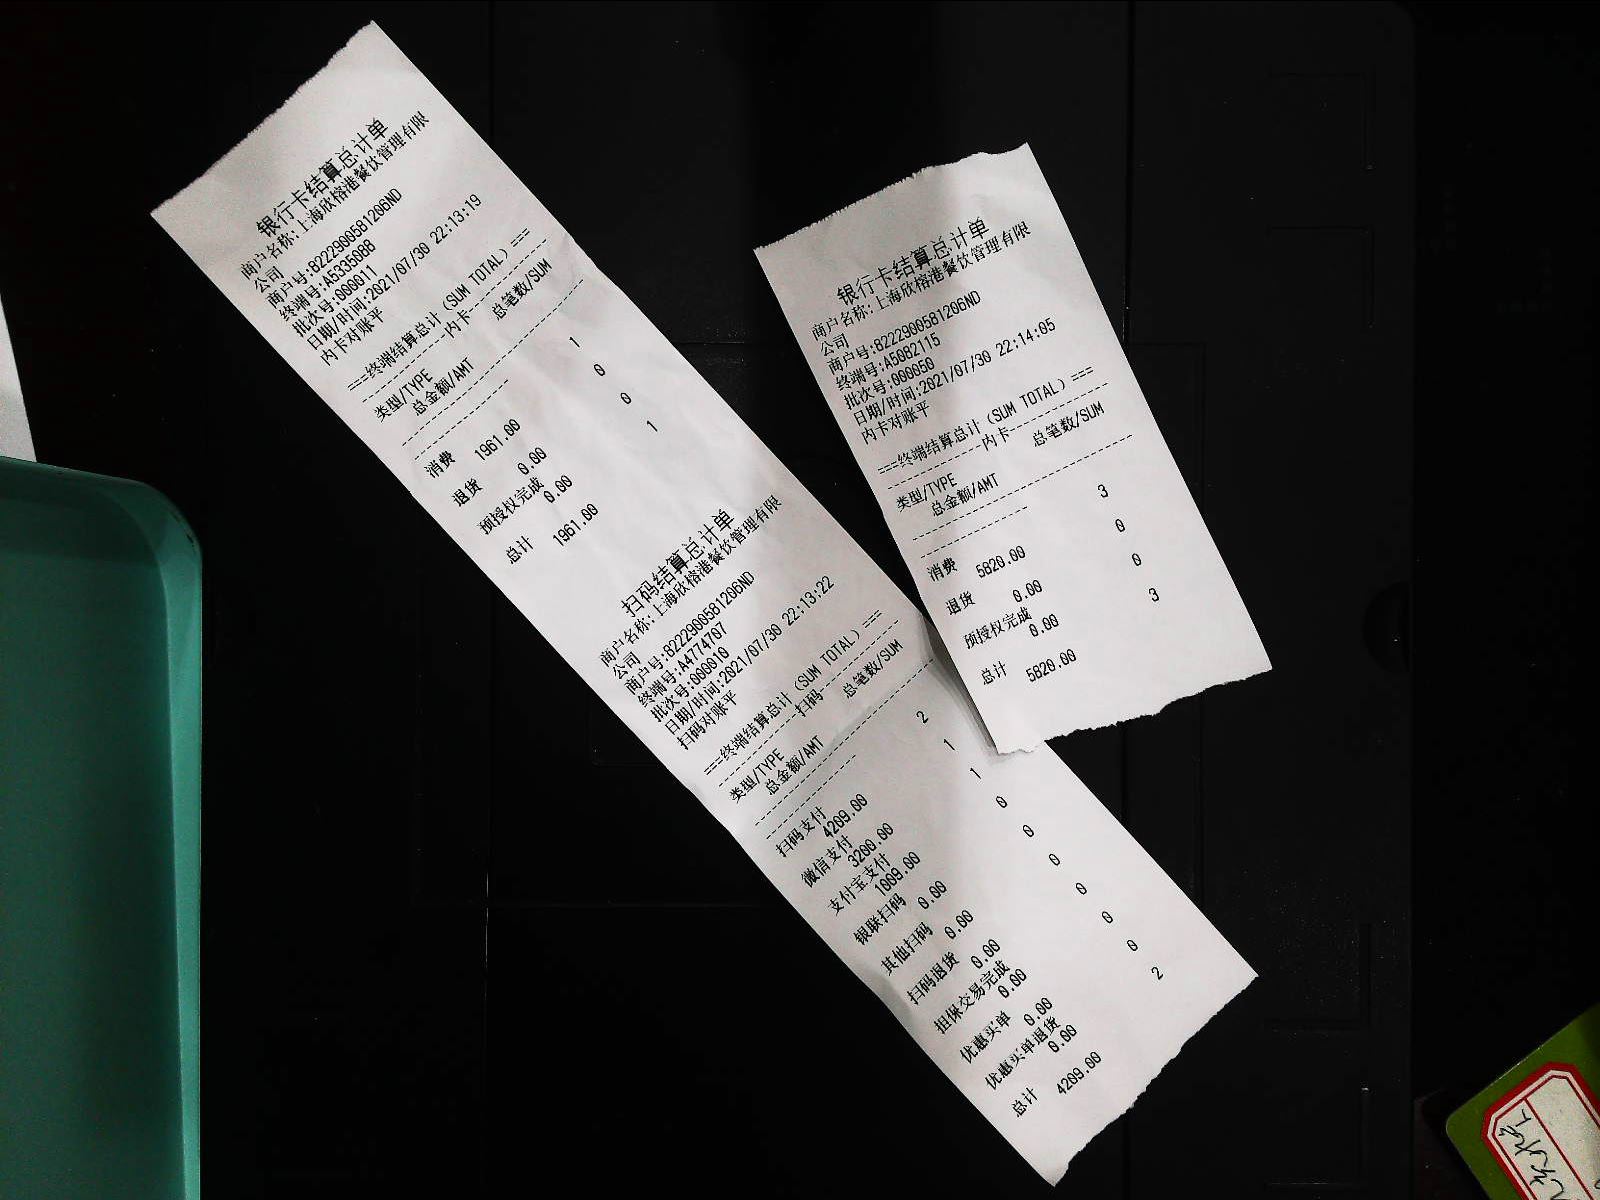 银行卡结算总计单
商户名称:上海欣榕港餐饮管理有限
公司
商户号:8222900581206ND
终端号:A5335088
批次号:000011
日期/时间:2021/07/30 22:13:19
内卡对账平
===终端结算总计(SUM TOTAL)===
----------内卡----------
类型/TYPE 总笔数/SUM
总金额/AMT
消费 1
1961.00
退货 0
0.00
预授权完成 0
0.00
总计 1
1961.00
扫码结算总计单
商户名称:上海欣榕港餐饮管理有限
公司
商户号:8222900581206ND
终端号:A4774707
批次号:000010
日期/时间:2021/07/30 22:13:22
扫码对账平
===终端结算总计(SUM TOTAL)===
----------扫码----------
类型/TYPE 总笔数/SUM
总金额/AMT
扫码支付 2
4209.00
微信支付 1
3200.00
支付宝支付 1
1009.00
银联扫码 0
0.00
其他扫码 0
0.00
扫码退货 0
0.00
担保交易完成 0
0.00
优惠买单 0
0.00
优惠买单退货 0
0.00
总计 2
4209.00
银行卡结算总计单
商户名称:上海欣榕港餐饮管理有限
公司
商户号:8222900581206ND
终端号:A5082115
批次号:000050
日期/时间:2021/07/30 22:14:05
内卡对账平
===终端结算总计(SUM TOTAL)===
----------内卡----------
类型/TYPE 总笔数/SUM
总金额/AMT
消费 3
5820.00
退货 0
0.00
预授权完成 0
0.00
总计 3
5820.00